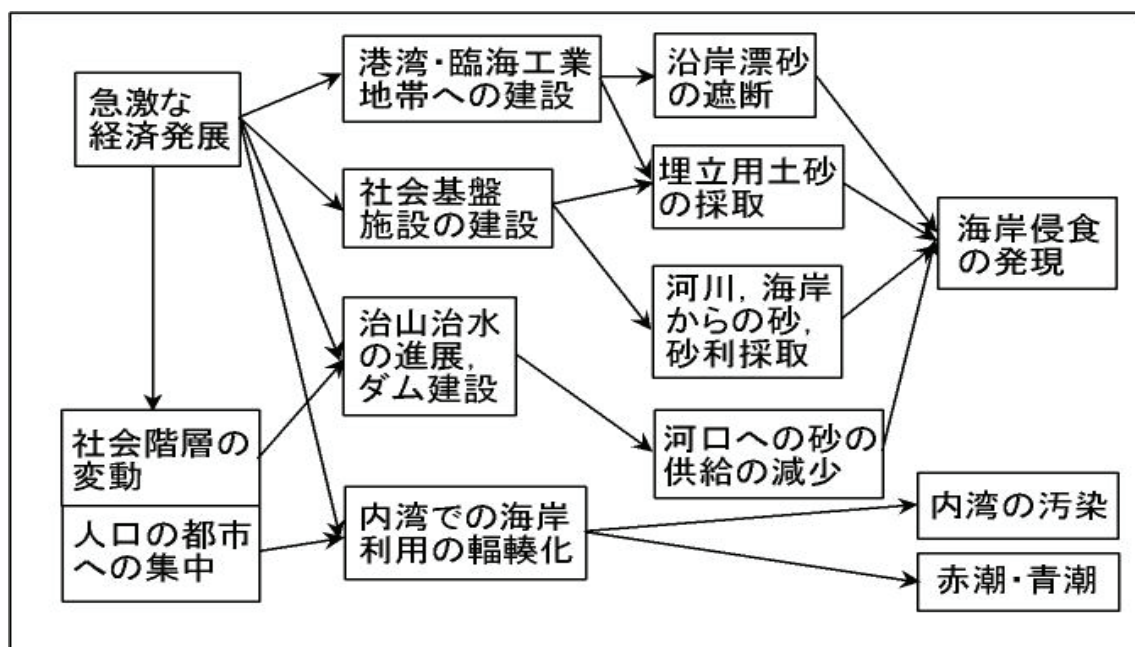 急激な
経済発展
港湾・臨海工業
地帯への建設
沿岸漂砂
の遮断
社会基盤
施設の建設
埋立用土砂
の採取
海岸侵食
の発現
河川，海岸
からの砂，
砂利採取
治山治水
の進展，
ダム建設
社会階層の
変動
河口への砂の
供給の減少
人口の都市
への集中
内湾での海岸
利用の輻輳化
内湾の汚染
赤潮・青潮